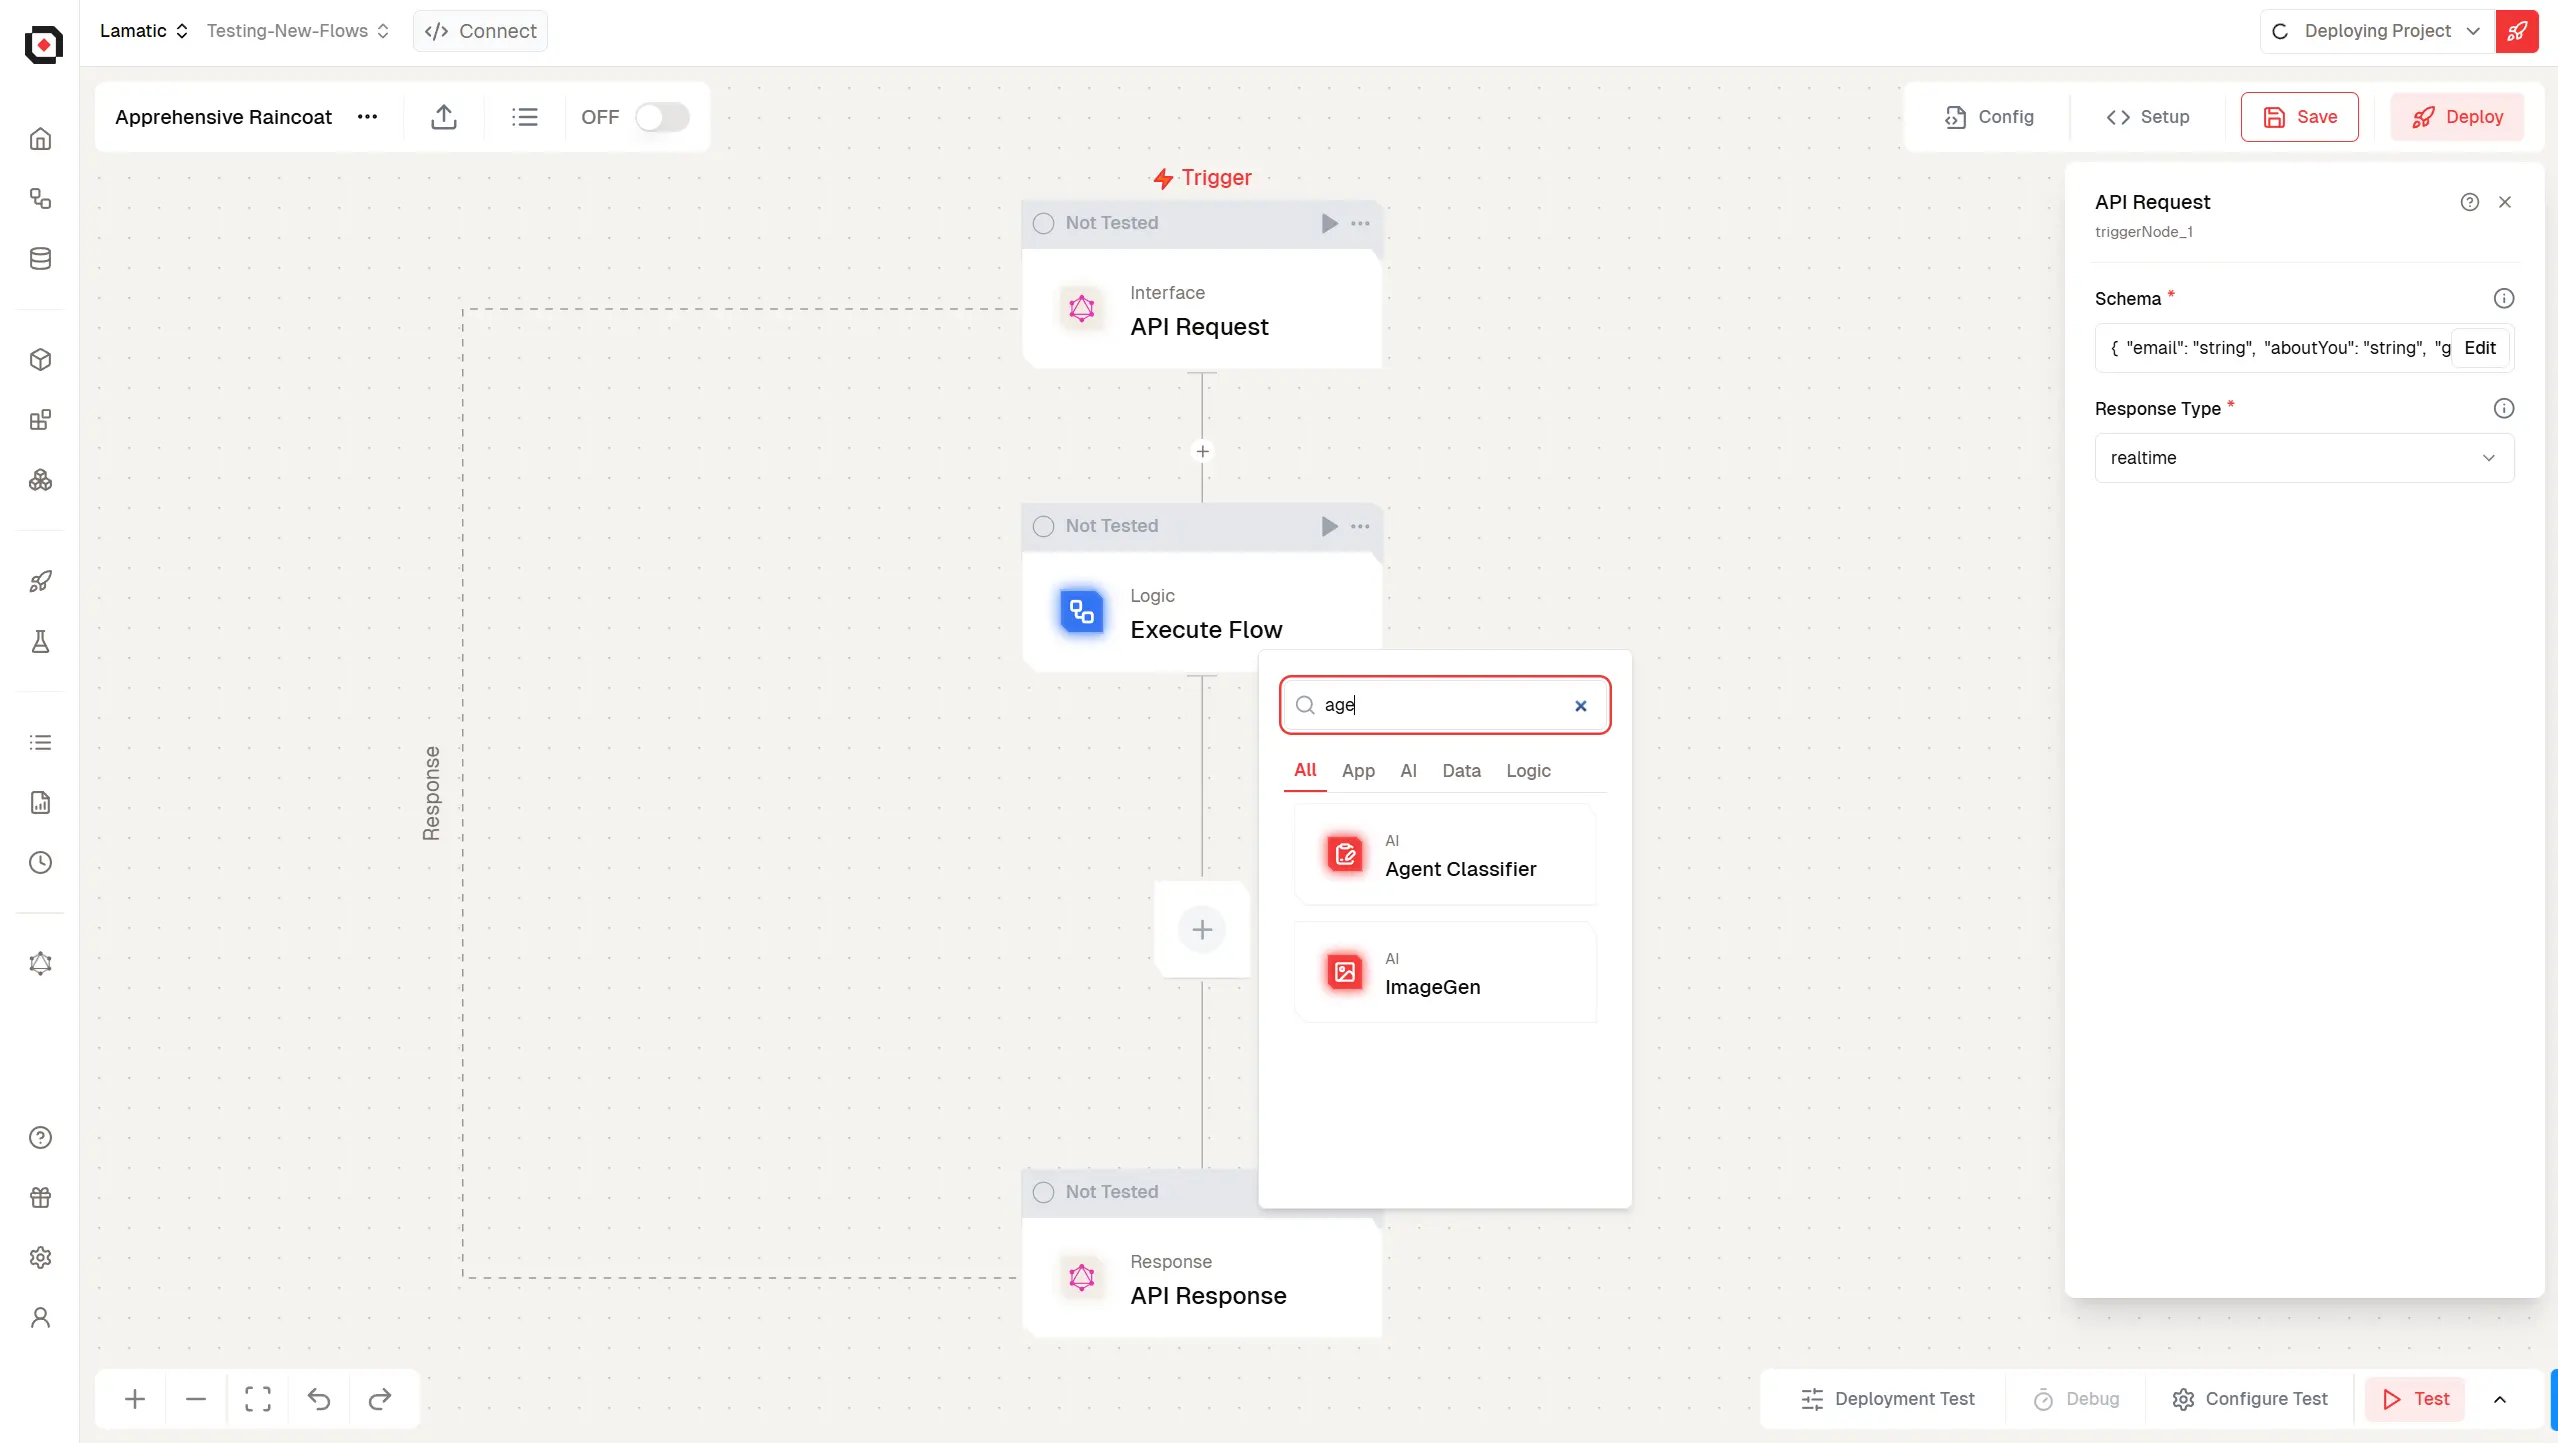 Lamatic
Testing-New-Flows
Connect
Deploying Project
Apprehensive Raincoat
OFF
Config
Setup
Save
Deploy
Trigger
Not Tested
Interface
API Request
Not Tested
Logic
Execute Flow
age
All App AI Data Logic
AI
Agent Classifier
AI
ImageGen
Response
Not Tested
Response
API Response
API Request
triggerNode_1
Schema *
{ "email": "string", "aboutYou": "string", "g
Edit
Response Type *
realtime
Deployment Test
Debug
Configure Test
Test